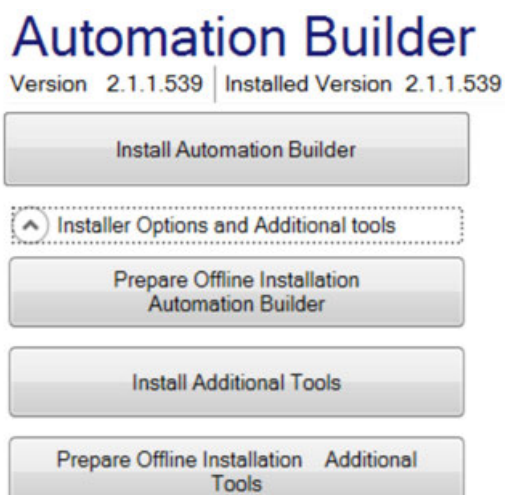 Automation Builder
Version 2.1.1.539 Installed Version 2.1.1.539
Install Automation Builder
Installer Options and Additional tools
Prepare Offline Installation
Automation Builder
Install Additional Tools
Prepare Offline Installation Additional
Tools